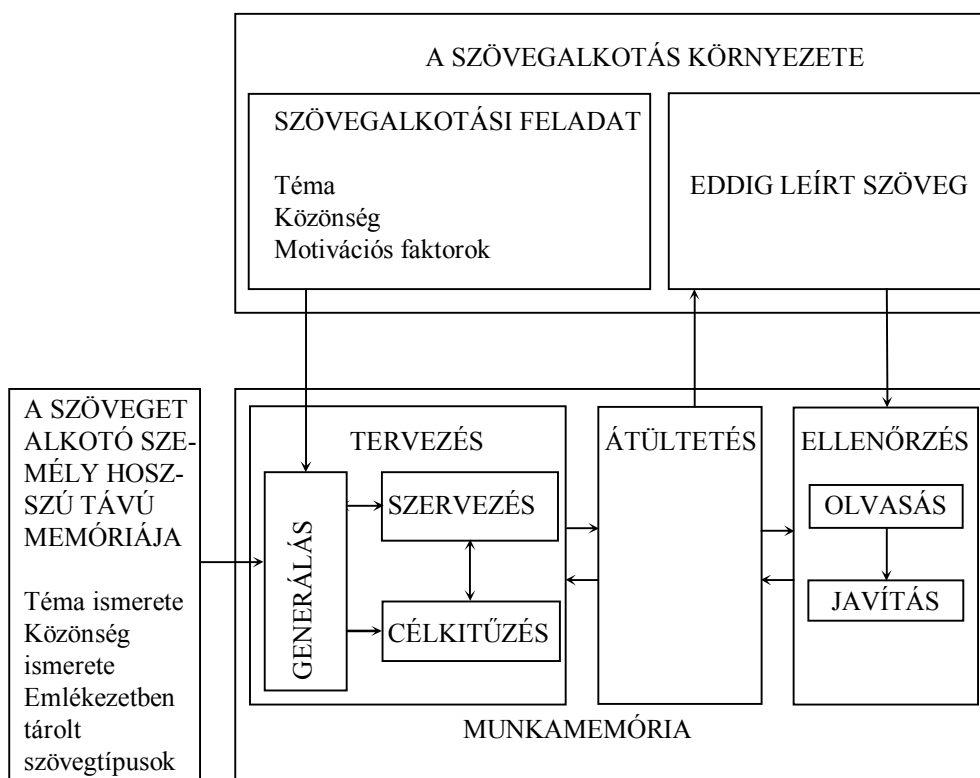 A SZÖVEGALKOTÁS KÖRNYEZETE
SZÖVEGALKOTÁSI FELADAT
Téma
Közönség
Motivációs faktorok
EDDIG LEÍRT SZÖVEG
A SZÖVEGET
ALKOTÓ SZE-
MÉLY HOSZ-
SZÚ TÁVÚ
MEMÓRIÁJA
Téma ismerete
Közönség
ismerete
Emlékezetben
tárolt
szövegtípusok
TERVEZÉS
GENERÁLÁS
SZERVEZÉS
CÉLKITŰZÉS
ÁTÜLTETÉS
ELLENŐRZÉS
OLVASÁS
JAVÍTÁS
MUNKAMEMÓRIA